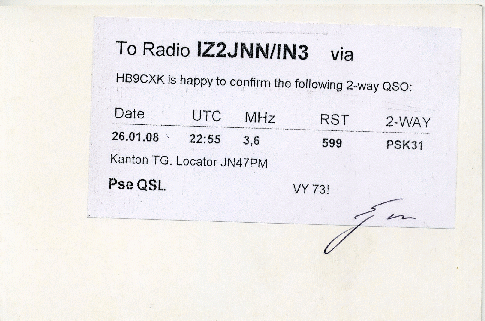 To Radio IZ2JNN/IN3 via
HB9CXK is happy to confirm the following 2-way QSO:
Date UTC MHz RST 2-WAY
26.01.08 22:55 3,6 599 PSK31
Kanton TG. Locator JN47PM
Pse QSL. VY 73!